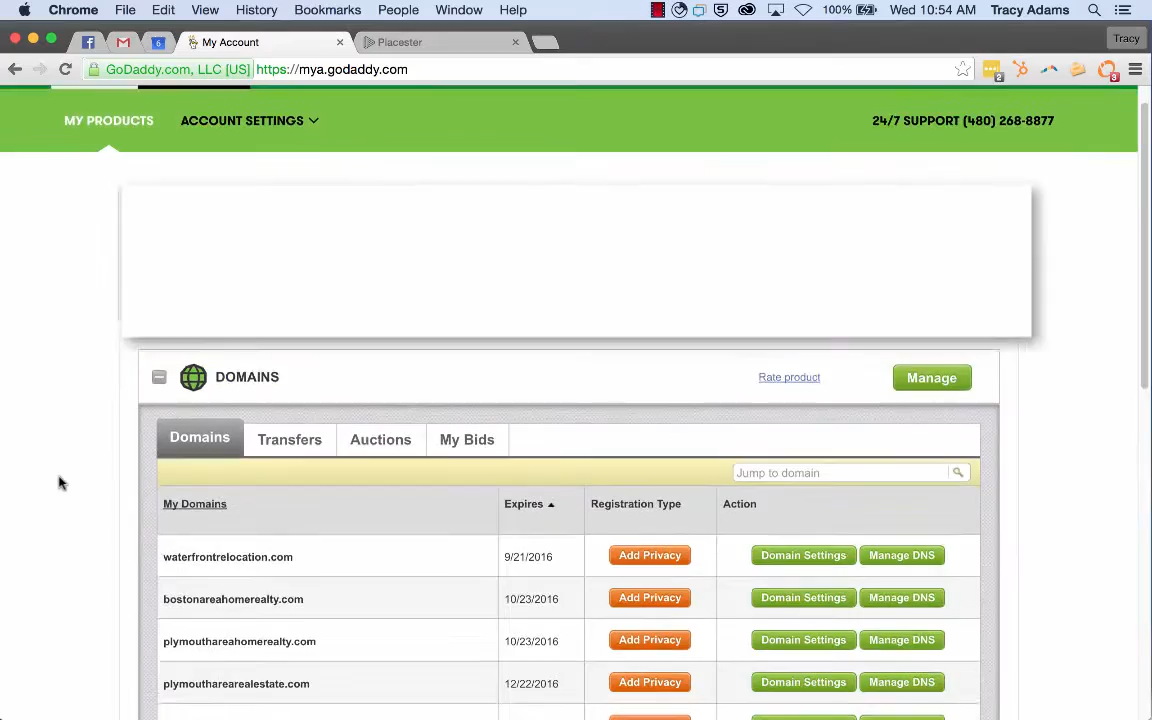 Chrome File Edit View History Bookmarks People Window Help 100% Wed 10:54 AM Tracy Adams
6 My Account Placester Tracy
GoDaddy.com, LLC [US] https://mya.godaddy.com 2 3
MY PRODUCTS ACCOUNT SETTINGS 24/7 SUPPORT (480) 268-8877
DOMAINS Rate product Manage
Domains Transfers Auctions My Bids
Jump to domain
My Domains Expires Registration Type Action
waterfrontrelocation.com 9/21/2016 Add Privacy Domain Settings Manage DNS
bostonareahomerealty.com 10/23/2016 Add Privacy Domain Settings Manage DNS
plymouthareahomerealty.com 10/23/2016 Add Privacy Domain Settings Manage DNS
plymoutharearealestate.com 12/22/2016 Add Privacy Domain Settings Manage DNS